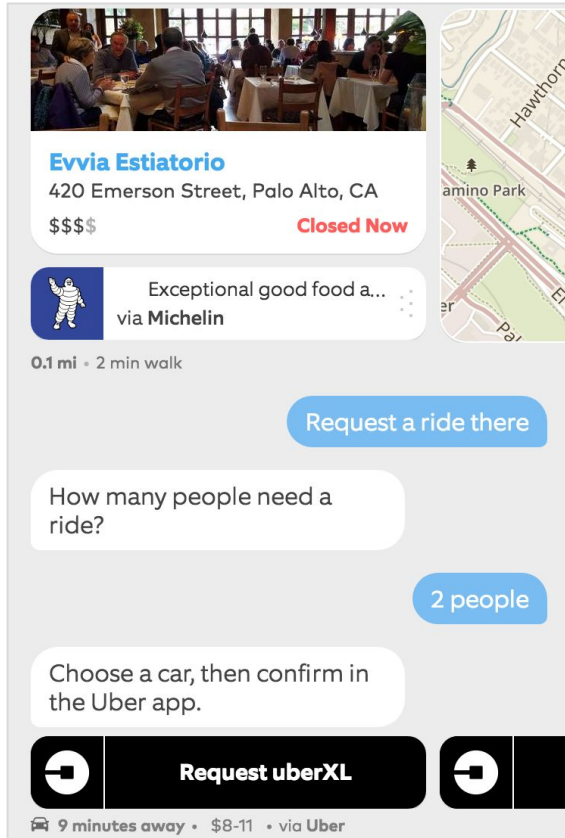 Evvia Estiatorio
420 Emerson Street, Palo Alto, CA
$$$$
Closed Now
Exceptional good food a...
via Michelin
0.1 mi • 2 min walk
Hawthorn
amino Park
er
Pal
Request a ride there
How many people need a
ride?
2 people
Choose a car, then confirm in
the Uber app.
Request uberXL
9 minutes away • $8-11 • via Uber